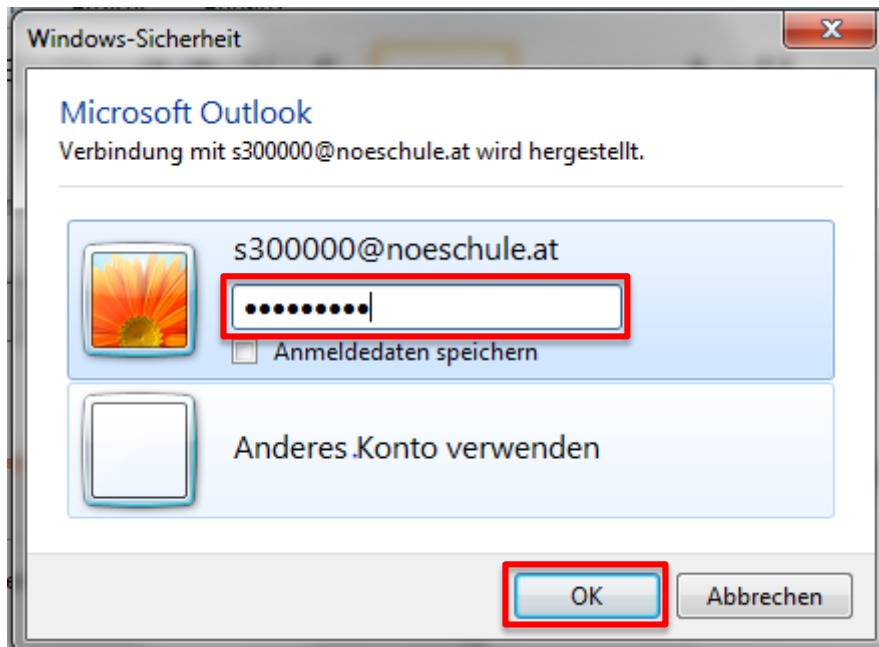 Windows-Sicherheit
Microsoft Outlook
Verbindung mit s300000@noeschule.at wird hergestellt.
s300000@noeschule.at
•••••••••
Anmeldedaten speichern
Anderes Konto verwenden
OK
Abbrechen